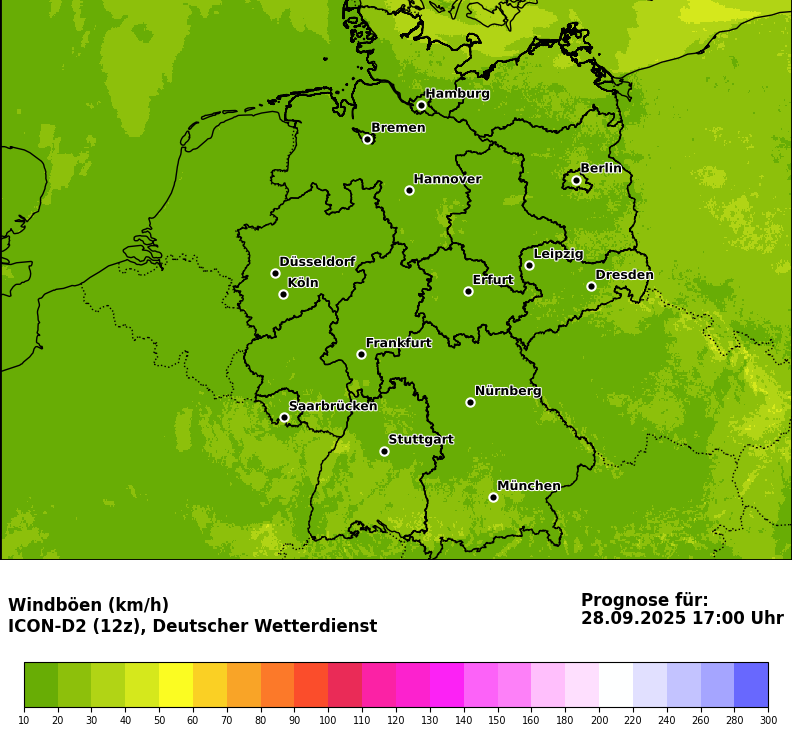 Hamburg
Bremen
Hannover
Berlin
Düsseldorf
Köln
Leipzig
Erfurt
Dresden
Frankfurt
Nürnberg
Saarbrücken
Stuttgart
München
Windböen (km/h)
ICON-D2 (12z), Deutscher Wetterdienst
Prognose für:
28.09.2025 17:00 Uhr
10 20 30 40 50 60 70 80 90 100 110 120 130 140 150 160 180 200 220 240 260 280 300